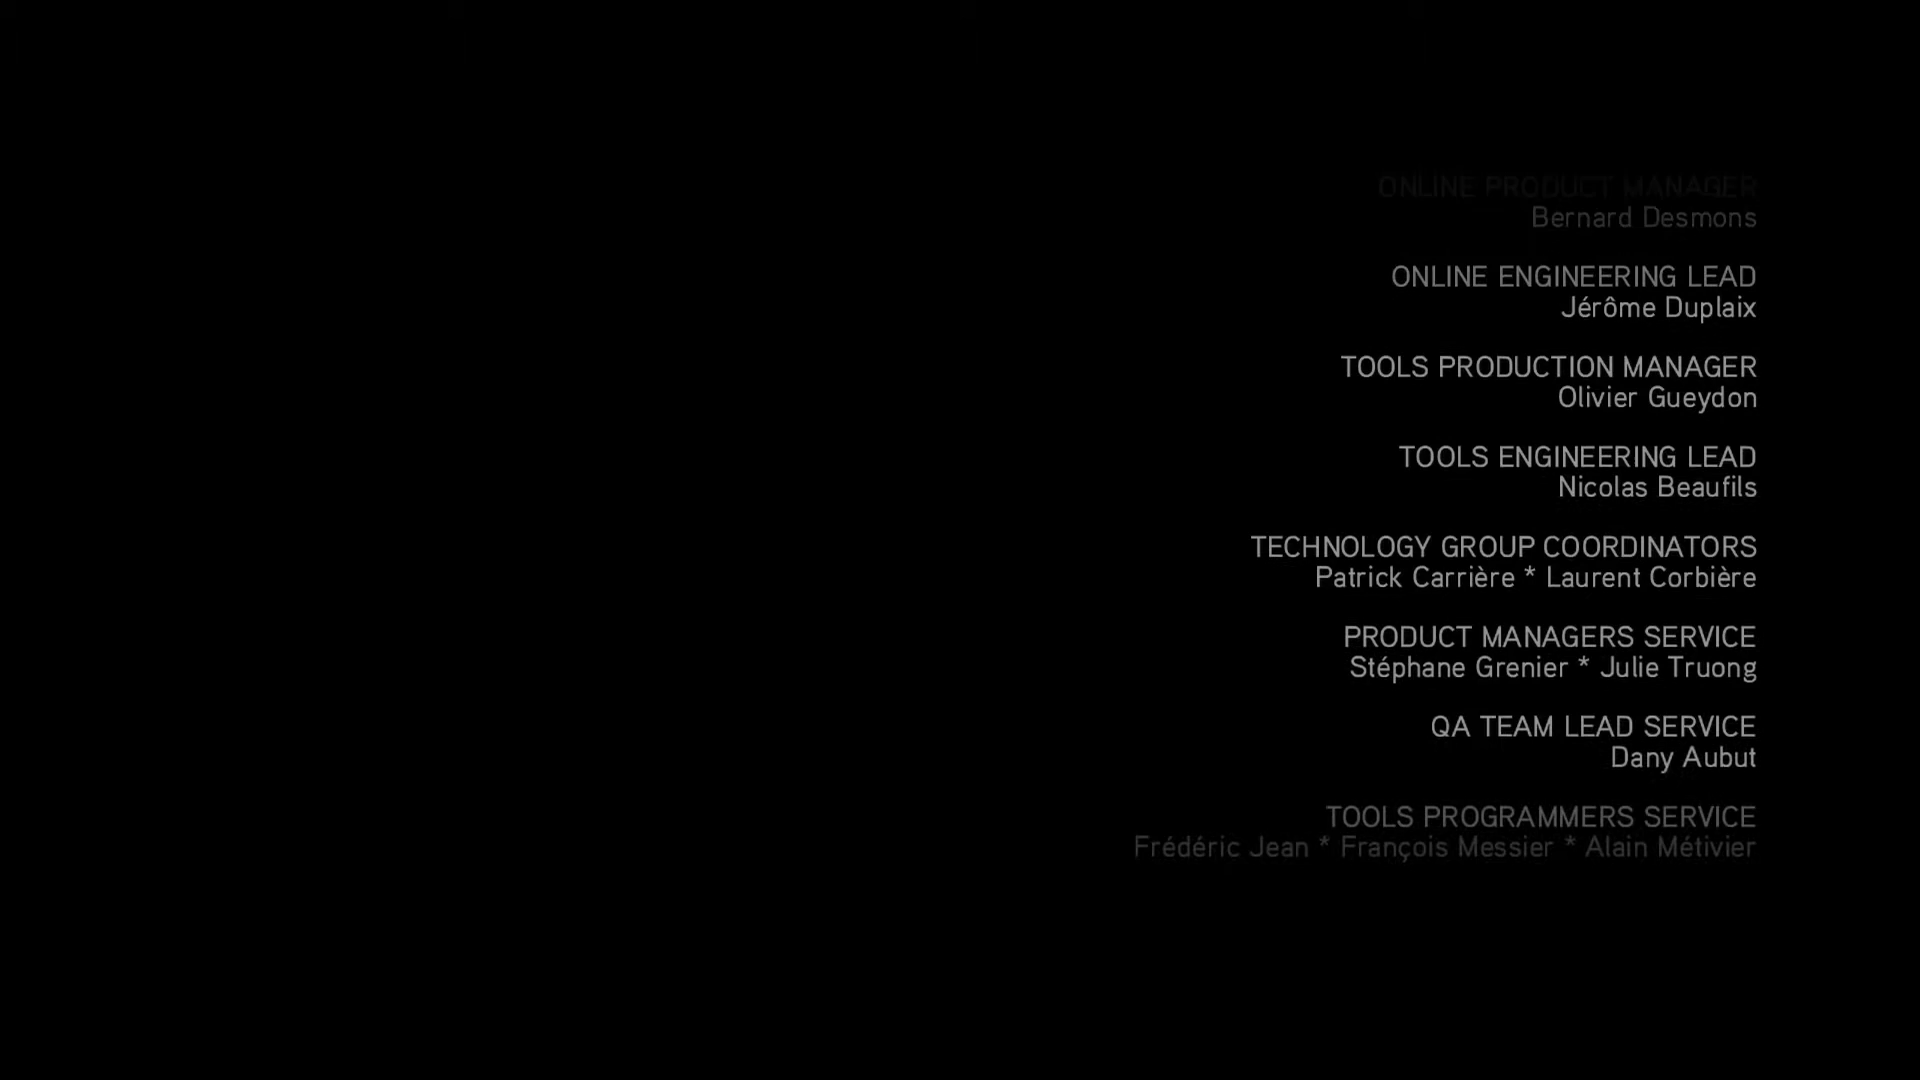 ONLINE PRODUCT MANAGER
Bernard Desmons
ONLINE ENGINEERING LEAD
Jérôme Duplaix
TOOLS PRODUCTION MANAGER
Olivier Gueydon
TOOLS ENGINEERING LEAD
Nicolas Beaufils
TECHNOLOGY GROUP COORDINATORS
Patrick Carrière * Laurent Corbière
PRODUCT MANAGERS SERVICE
Stéphane Grenier * Julie Truong
QA TEAM LEAD SERVICE
Dany Aubut
TOOLS PROGRAMMERS SERVICE
Frédéric Jean * François Messier * Alain Métivier